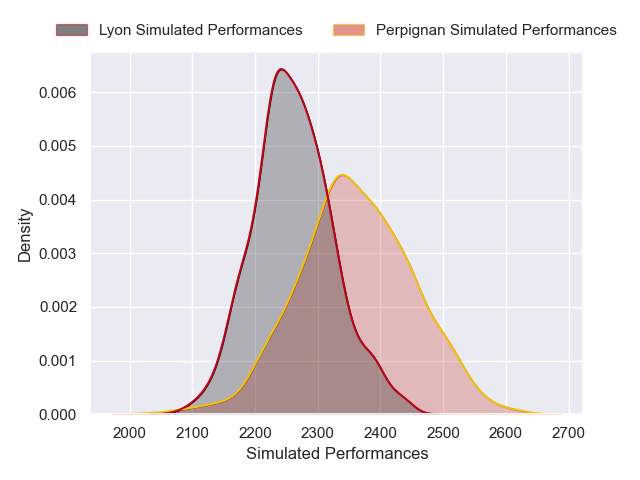 Lyon Simulated Performances Perpignan Simulated Performances
0.006
0.005
0.004
0.003
0.002
0.001
0.000
Density
2000 2100 2200 2300 2400 2500 2600 2700
Simulated Performances